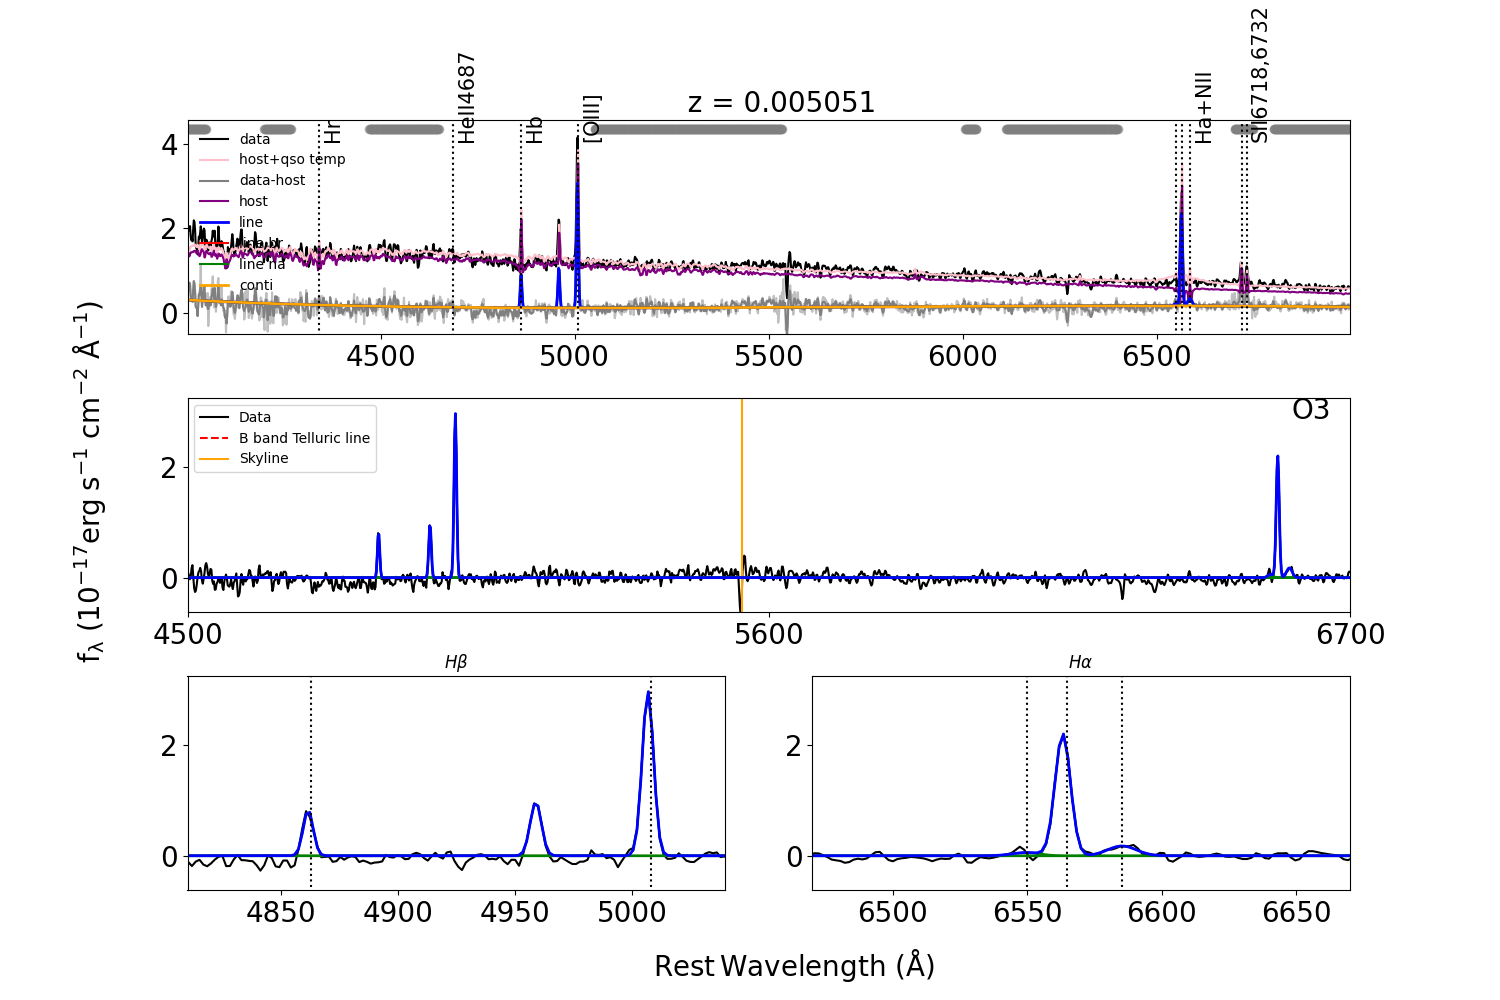 z = 0.005051
Hr
HeII4687
Hb
[OIII]
Ha+NII
SII6718,6732
data
host+qso temp
data-host
host
line
line br
line na
conti
4
2
0
4500 5000 5500 6000 6500
O3
Data
B band Telluric line
Skyline
2
0
4500 5600 6700
f_λ (10^−17 erg s^−1 cm^−2 Å^−1)
Hβ
2
0
4850 4900 4950 5000
Hα
2
0
6500 6550 6600 6650
Rest Wavelength (Å)